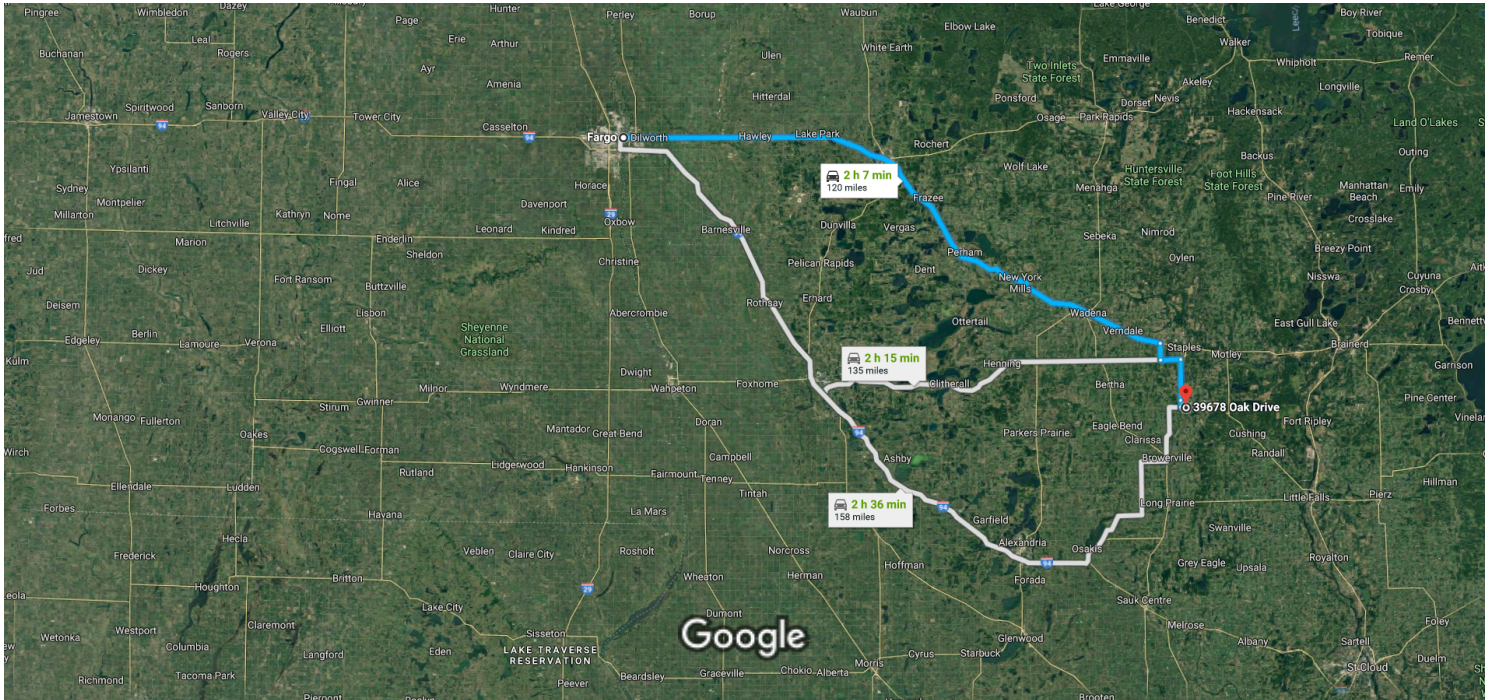 Pingree
Wimbledon
Dazey
Hunter
Perley
Borup
Waubun
Lake George
Benedict
Boy River
Leal
Page
Elbow Lake
Walker
Tobique
Buchanan
Rogers
Erie
Arthur
Ulen
White Earth
Emmaville
Whipholt
Remer
Ayr
Amenia
Two Inlets
State Forest
Akeley
Longville
Spiritwood
Sanborn
Hitterdal
Ponsford
Dorset
Nevis
Hackensack
Jamestown
94
Valley City
Tower City
Casselton
94
Osage
Park Rapids
Land O'Lakes
Fargo
Dilworth
Hawley
Lake Park
Rochert
Backus
Outing
Ypsilanti
Wolf Lake
Huntersville
State Forest
Foot Hills
State Forest
2 h 7 min
120 miles
Sydney
Fingal
Alice
Horace
Menahga
Manhattan
Beach
Emily
Montpelier
Davenport
Frazee
Pine River
Millarton
Litchville
Kathryn
Nome
29
Oxbow
Crosslake
Leonard
Kindred
Barnesville
Dunvilla
Vergas
Sebeka
Nimrod
fred
Marion
Enderlin
Sheldon
Breezy Point
Perham
Oylen
Jud
Dickey
Fort Ransom
Christine
Pelican Rapids
Dent
New York
Mills
Nisswa
Cuyuna
Crosby
Buttzville
Rothsay
Erhard
Deisem
Lisbon
Abercrombie
Wadena
Edgeley
Berlin
Elliott
Sheyenne
National
Grassland
Ottertail
Verndale
East Gull Lake
Lamoure
Verona
Staples
Motley
Brainerd
Kulm
2 h 15 min
135 miles
Henning
Garrison
Dwight
Milnor
Wyndmere
Wahpeton
Foxhome
Clitherall
Bertha
Stirum
Gwinner
39678 Oak Drive
Pine Center
Monango
Fullerton
Doran
Eagle Bend
Fort Ripley
Oakes
Mantador
Great Bend
94
Parkers Prairie
Clarissa
Cushing
Cogswell
Forman
Randall
Wirch
Campbell
Ashby
Browerville
Rutland
Lidgerwood
Hankinson
Fairmount
Tenney
Ellendale
Ludden
Tintah
Hillman
Forbes
Havana
La Mars
2 h 36 min
158 miles
94
Long Prairie
Little Falls
Pierz
Garfield
Swanville
Hecla
Alexandria
Osakis
Frederick
Veblen
Claire City
Rosholt
Norcross
Royalton
Houghton
Britton
29
Wheaton
Herman
Hoffman
94
Grey Eagle
Upsala
Forada
Lake City
Sauk Centre
Dumont
Google
Foley
Wetonka
Westport
Claremont
Sisseton
Melrose
Albany
Sartell
Columbia
Langford
Eden
LAKE TRAVERSE
RESERVATION
Glenwood
Cyrus
Starbuck
Duelm
Richmond
Tacoma Park
Peever
Beardsley
Graceville
Chokio
Alberta
Morris
St Cloud
Pierpont
Brooten